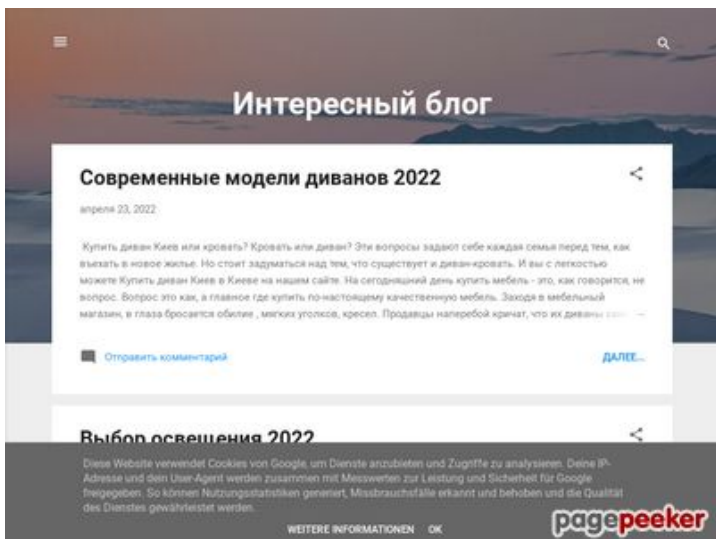 Интересный блог
Современные модели диванов 2022
апреля 23, 2022
Купить диван Киев или кровать? Кровать или диван? Эти вопросы задают себе каждая семья перед тем, как
въехать в новое жилье. Но стоит задуматься над тем, что существует и диван-кровать. И вы с легкостью
можете Купить диван Киев в Киеве на нашем сайте. На сегодняшний день купить мебель - это, как говорится, не
вопрос. Вопрос это как, а главное где купить по-настоящему качественную мебель. Заходя в мебельный
магазин, в глаза бросается обилие , мягких уголков, кресел. Продавцы наперебой кричат, что их диваны
Отправить комментарий
ДАЛЕЕ...
Выбор освещения 2022
Diese Website verwendet Cookies von Google, um Dienste anzubieten und Zugriffe zu analysieren. Deine IP-
Adresse und dein User-Agent werden zusammen mit Messwerten zur Leistung und Sicherheit für Google
freigegeben. So können Nutzungsstatistiken generiert, Missbrauchsfälle erkannt und behoben und die Qualität
des Dienstes gewährleistet werden.
WEITERE INFORMATIONEN OK
pagepeeker